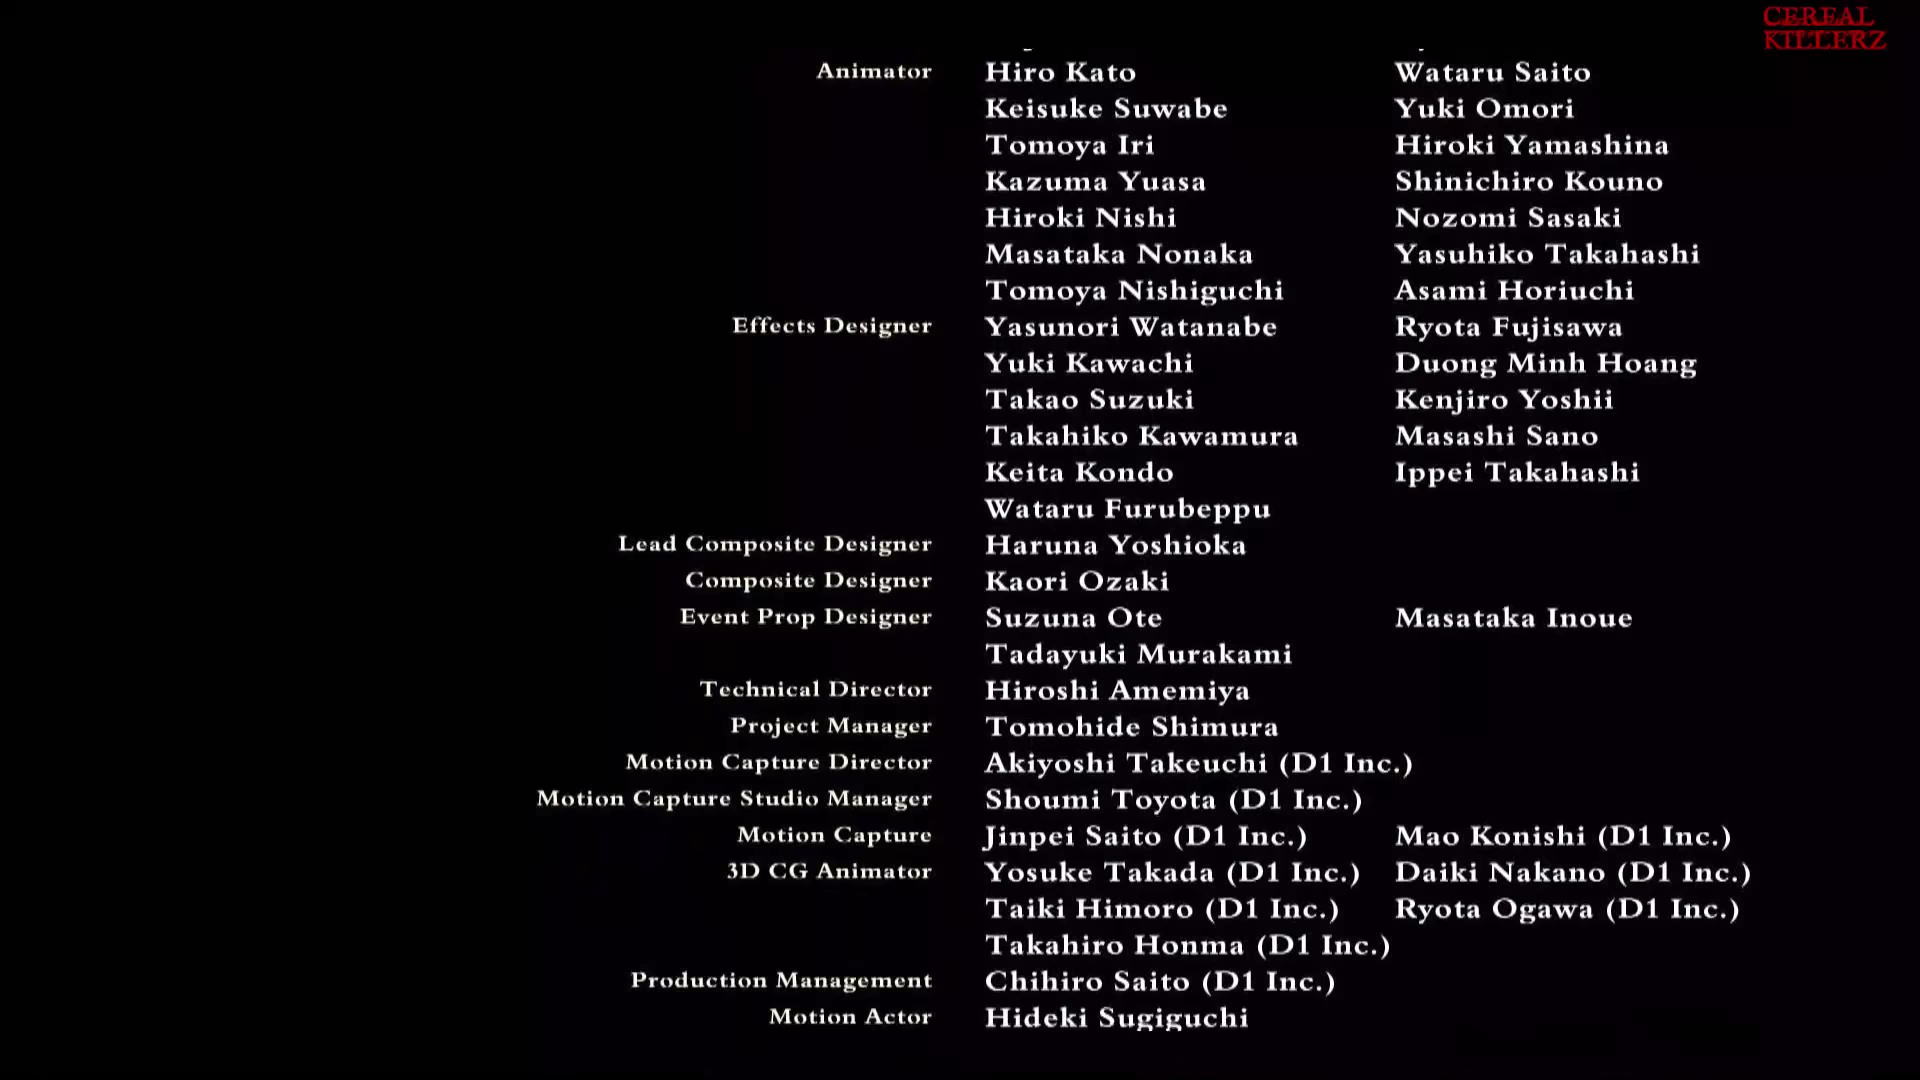 CEREAL
KILLERZ
Animator Hiro Kato Wataru Saito
Keisuke Suwabe Yuki Omori
Tomoya Iri Hiroki Yamashina
Kazuma Yuasa Shinichiro Kouno
Hiroki Nishi Nozomi Sasaki
Masataka Nonaka Yasuhiko Takahashi
Tomoya Nishiguchi Asami Horiuchi
Effects Designer Yasunori Watanabe Ryota Fujisawa
Yuki Kawachi Duong Minh Hoang
Takao Suzuki Kenjiro Yoshii
Takahiko Kawamura Masashi Sano
Keita Kondo Ippei Takahashi
Wataru Furubeppu
Lead Composite Designer Haruna Yoshioka
Composite Designer Kaori Ozaki
Event Prop Designer Suzuna Ote Masataka Inoue
Tadayuki Murakami
Technical Director Hiroshi Amemiya
Project Manager Tomohide Shimura
Motion Capture Director Akiyoshi Takeuchi (D1 Inc.)
Motion Capture Studio Manager Shoumi Toyota (D1 Inc.)
Motion Capture Jinpei Saito (D1 Inc.) Mao Konishi (D1 Inc.)
3D CG Animator Yosuke Takada (D1 Inc.) Daiki Nakano (D1 Inc.)
Taiki Himoro (D1 Inc.) Ryota Ogawa (D1 Inc.)
Takahiro Honma (D1 Inc.)
Production Management Chihiro Saito (D1 Inc.)
Motion Actor Hideki Sugiguchi